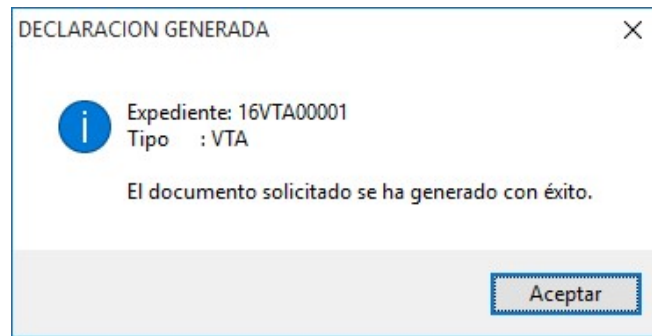 DECLARACION GENERADA
Expediente: 16VTA00001
Tipo : VTA
El documento solicitado se ha generado con éxito.
Aceptar